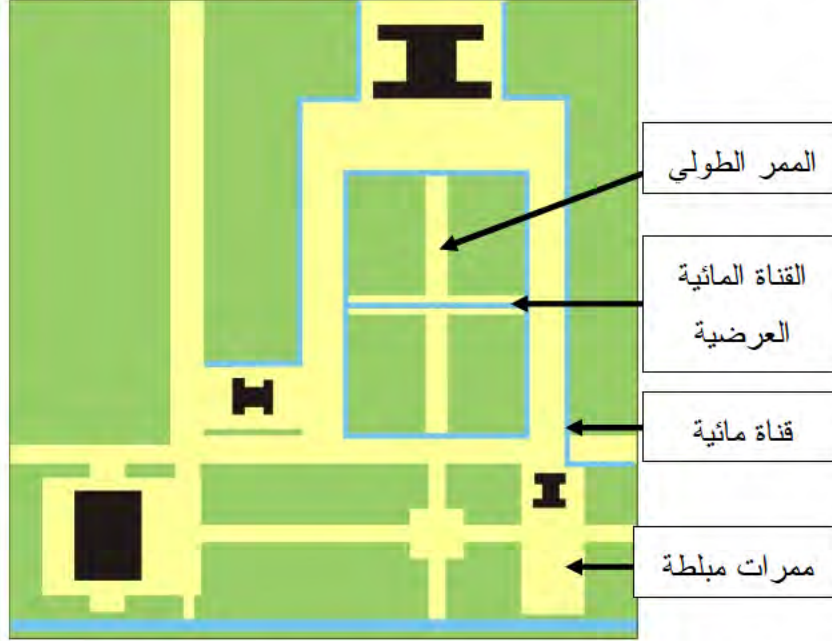 الممر الطولي
القناة المائية
العرضية
قناة مائية
ممرات مبلطة